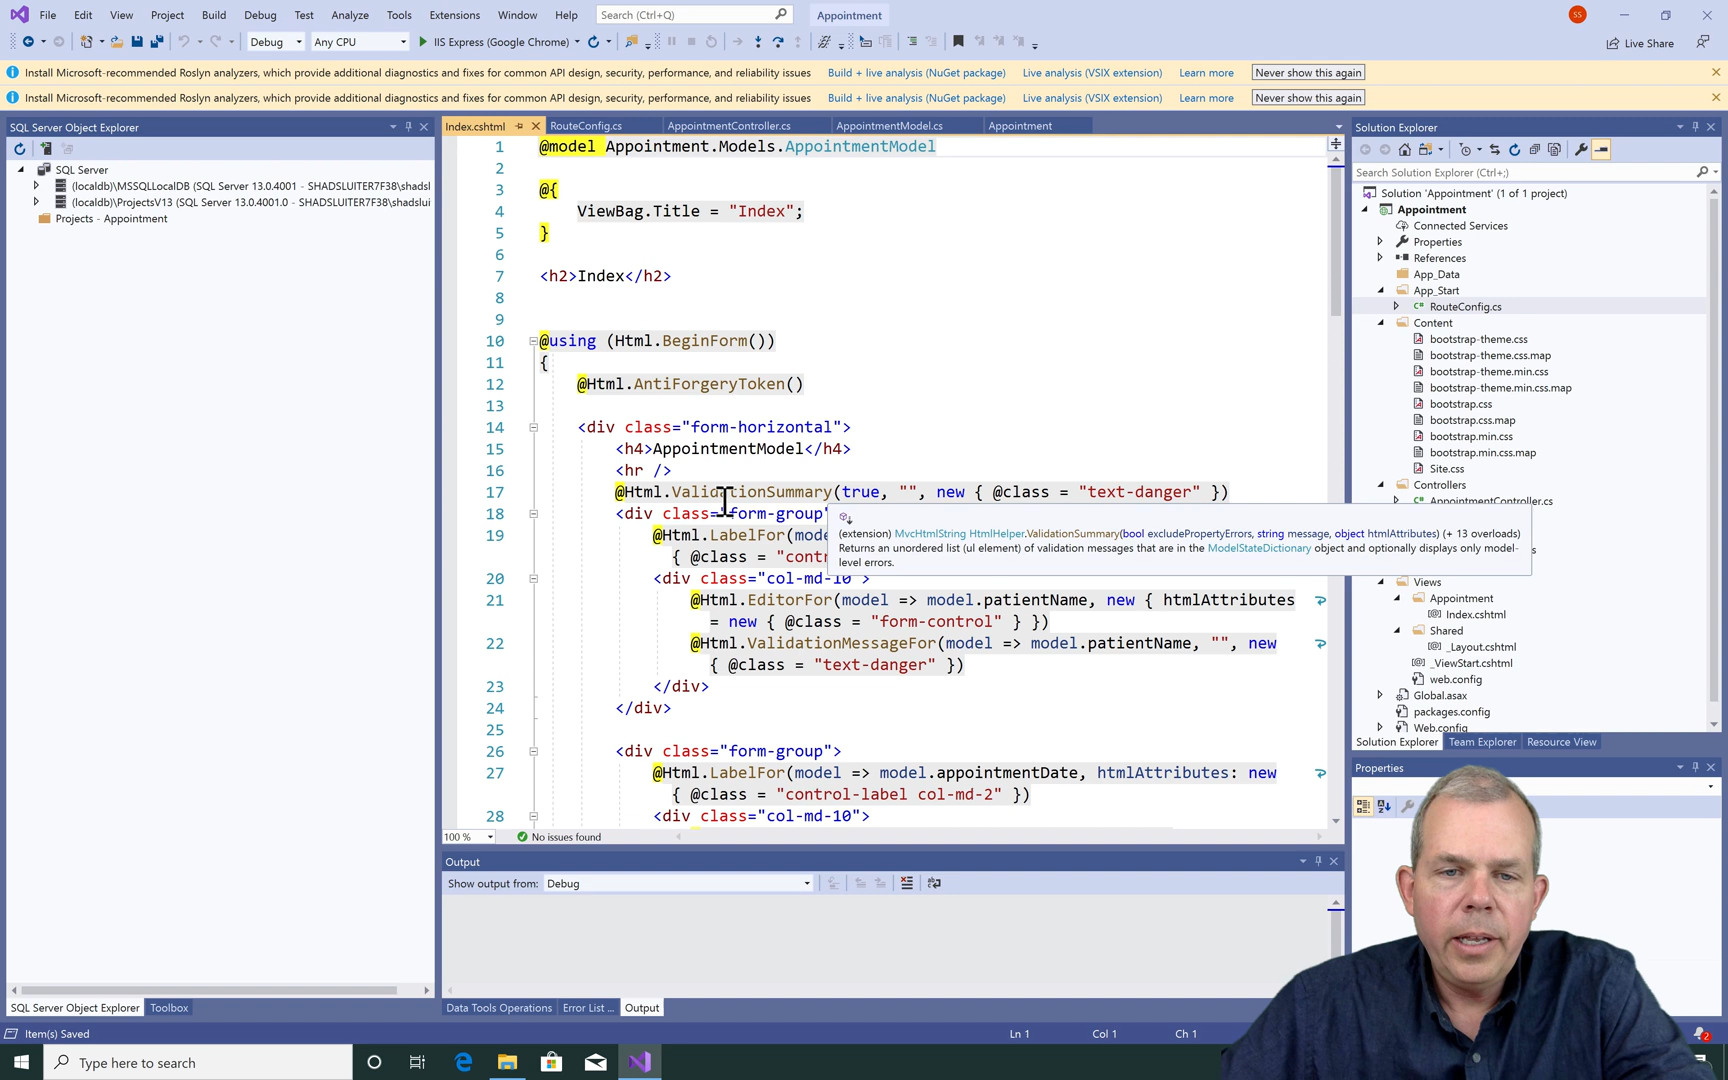 File Edit View Project Build Debug Test Analyze Tools Extensions Window Help Search (Ctrl+Q) Appointment SS
Debug Any CPU IIS Express (Google Chrome) Live Share
Install Microsoft-recommended Roslyn analyzers, which provide additional diagnostics and fixes for common API design, security, performance, and reliability issues Build + live analysis (NuGet package) Live analysis (VSIX extension) Learn more Never show this again
Install Microsoft-recommended Roslyn analyzers, which provide additional diagnostics and fixes for common API design, security, performance, and reliability issues Build + live analysis (NuGet package) Live analysis (VSIX extension) Learn more Never show this again
SQL Server Object Explorer
SQL Server
(localdb)\MSSQLLocalDB (SQL Server 13.0.4001 - SHADSLUITER7F38\shadsl
(localdb)\ProjectsV13 (SQL Server 13.0.4001.0 - SHADSLUITER7F38\shadslui
Projects - Appointment
SQL Server Object Explorer Toolbox
Index.cshtml RouteConfig.cs AppointmentController.cs AppointmentModel.cs Appointment
1 @model Appointment.Models.AppointmentModel
2
3 @{
4 ViewBag.Title = "Index";
5 }
6
7 <h2>Index</h2>
8
9
10 @using (Html.BeginForm())
11 {
12 @Html.AntiForgeryToken()
13
14 <div class="form-horizontal">
15 <h4>AppointmentModel</h4>
16 <hr />
17 @Html.ValidationSummary(true, "", new { @class = "text-danger" })
18 <div class="form-group"
19 @Html.LabelFor(mode
{ @class = "cont
(extension) MvcHtmlString HtmlHelper.ValidationSummary(bool excludePropertyErrors, string message, object htmlAttributes) (+ 13 overloads)
Returns an unordered list (ul element) of validation messages that are in the ModelStateDictionary object and optionally displays only model-
level errors.
20 <div class="col-md-10">
21 @Html.EditorFor(model => model.patientName, new { htmlAttributes
= new { @class = "form-control" } })
22 @Html.ValidationMessageFor(model => model.patientName, "", new
{ @class = "text-danger" })
23 </div>
24 </div>
25
26 <div class="form-group">
27 @Html.LabelFor(model => model.appointmentDate, htmlAttributes: new
{ @class = "control-label col-md-2" })
28 <div class="col-md-10">
100 % No issues found
Output
Show output from: Debug
Data Tools Operations Error List ... Output
Solution Explorer
Search Solution Explorer (Ctrl+;)
Solution 'Appointment' (1 of 1 project)
Appointment
Connected Services
Properties
References
App_Data
App_Start
RouteConfig.cs
Content
bootstrap-theme.css
bootstrap-theme.css.map
bootstrap-theme.min.css
bootstrap-theme.min.css.map
bootstrap.css
bootstrap.css.map
bootstrap.min.css
bootstrap.min.css.map
Site.css
Controllers
AppointmentController.cs
Views
Appointment
Index.cshtml
Shared
_Layout.cshtml
_ViewStart.cshtml
web.config
Global.asax
packages.config
Web.config
Solution Explorer Team Explorer Resource View
Properties
Item(s) Saved Ln 1 Col 1 Ch 1 2
Type here to search